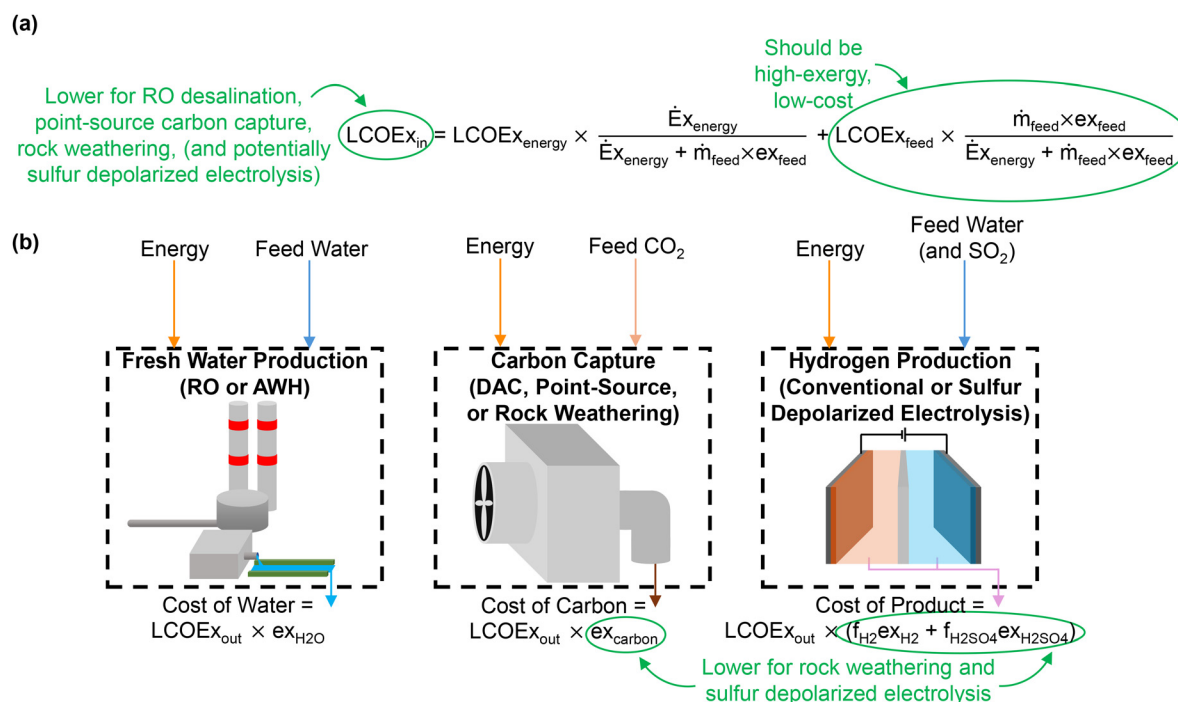 (a)
Should be
high-exergy,
low-cost
Lower for RO desalination,
point-source carbon capture,
rock weathering, (and potentially
sulfur depolarized electrolysis)
LCOEx_in = LCOEx_energy × Ėx_energy / (Ėx_energy + ṁ_feed×ex_feed) + LCOEx_feed × ṁ_feed×ex_feed / (Ėx_energy + ṁ_feed×ex_feed)
(b)
Energy Feed Water
Energy Feed CO₂
Energy Feed Water
(and SO₂)
Fresh Water Production
(RO or AWH)
Cost of Water =
LCOEx_out × ex_H2O
Carbon Capture
(DAC, Point-Source,
or Rock Weathering)
Cost of Carbon =
LCOEx_out × ex_carbon
Hydrogen Production
(Conventional or Sulfur
Depolarized Electrolysis)
Cost of Product =
LCOEx_out × (f_H2ex_H2 + f_H2SO4ex_H2SO4)
Lower for rock weathering and
sulfur depolarized electrolysis